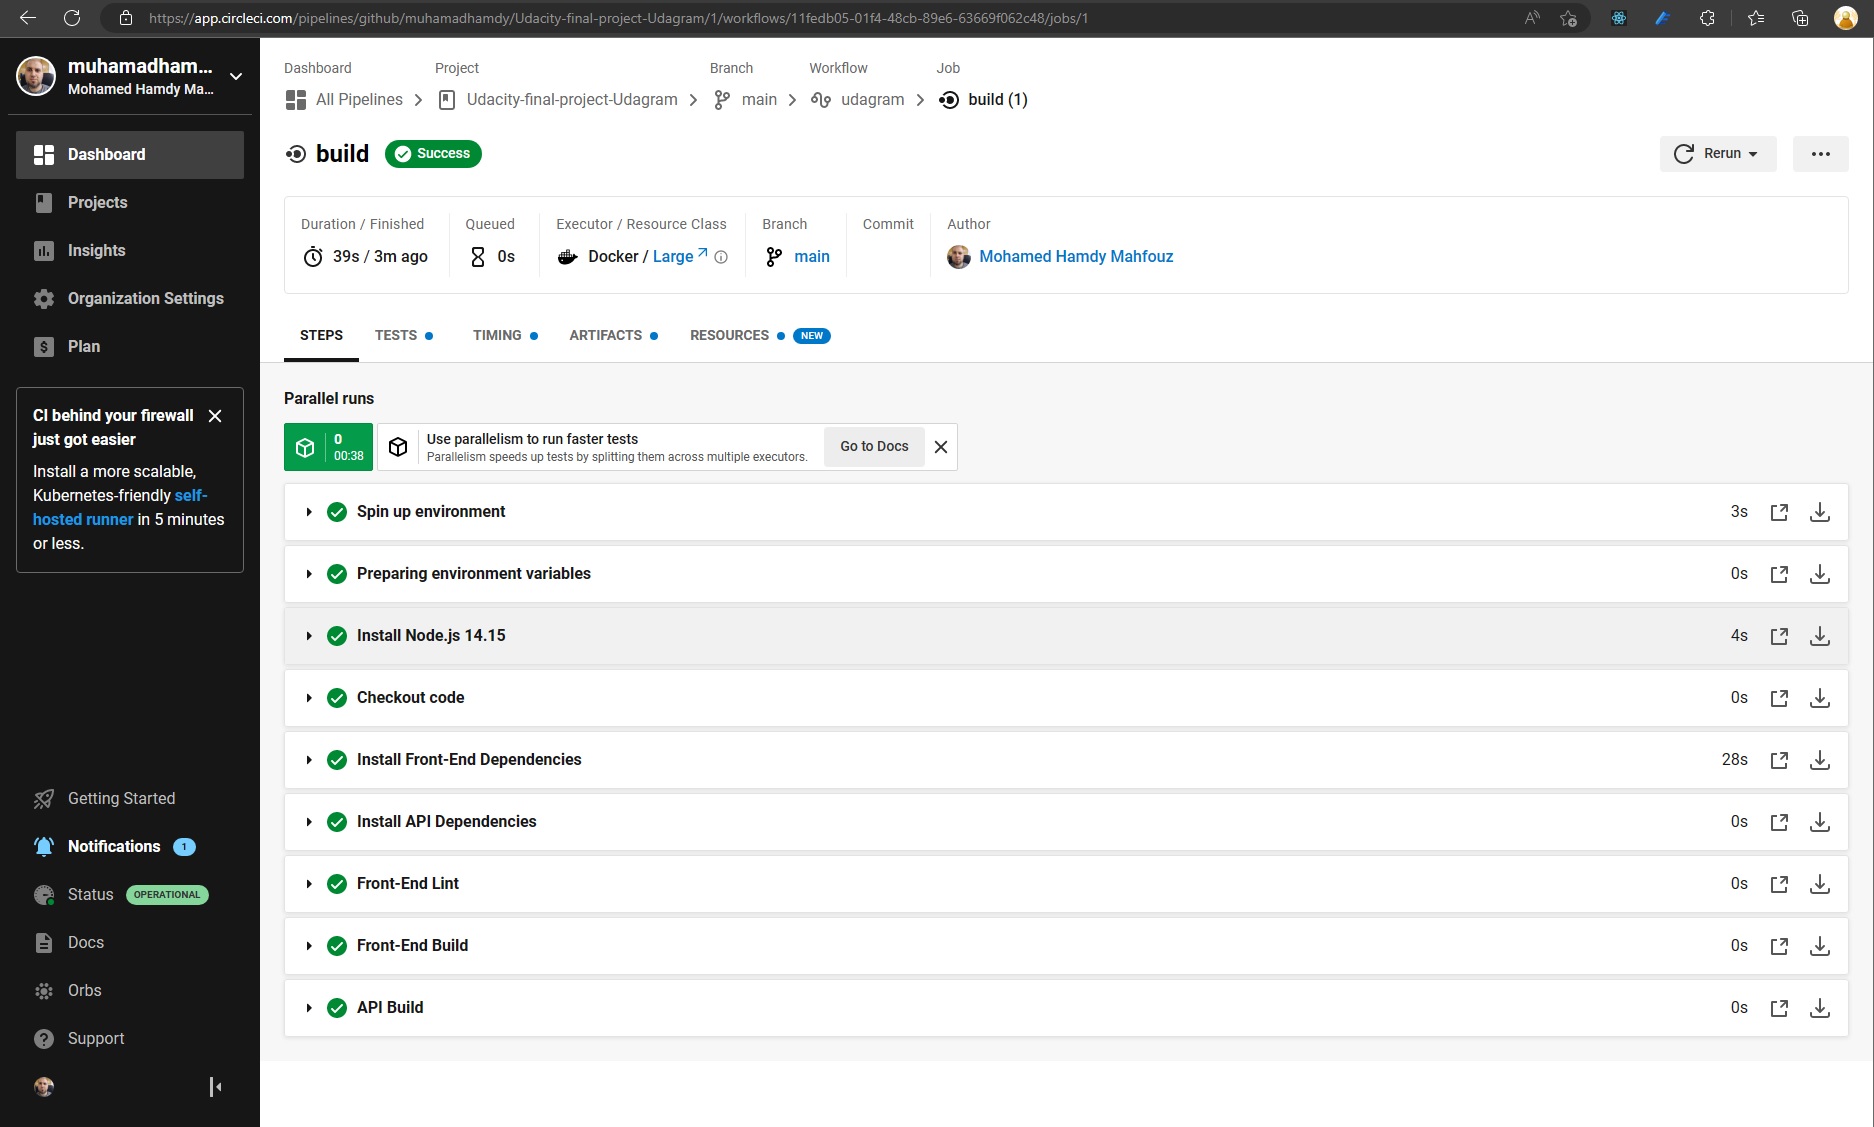 https://app.circleci.com/pipelines/github/muhamadhamdy/Udacity-final-project-Udagram/1/workflows/11fedb05-01f4-48cb-89e6-63669f062c48/jobs/1
muhamadham...
Mohamed Hamdy Ma...
Dashboard
Projects
Insights
Organization Settings
Plan
CI behind your firewall
just got easier
Install a more scalable,
Kubernetes-friendly self-
hosted runner in 5 minutes
or less.
Getting Started
Notifications 1
Status OPERATIONAL
Docs
Orbs
Support
Dashboard Project Branch Workflow Job
All Pipelines Udacity-final-project-Udagram main udagram build (1)
build Success Rerun
Duration / Finished Queued Executor / Resource Class Branch Commit Author
39s / 3m ago 0s Docker / Large main Mohamed Hamdy Mahfouz
STEPS TESTS TIMING ARTIFACTS RESOURCES NEW
Parallel runs
0
00:38
Use parallelism to run faster tests
Parallelism speeds up tests by splitting them across multiple executors.
Go to Docs
Spin up environment 3s
Preparing environment variables 0s
Install Node.js 14.15 4s
Checkout code 0s
Install Front-End Dependencies 28s
Install API Dependencies 0s
Front-End Lint 0s
Front-End Build 0s
API Build 0s